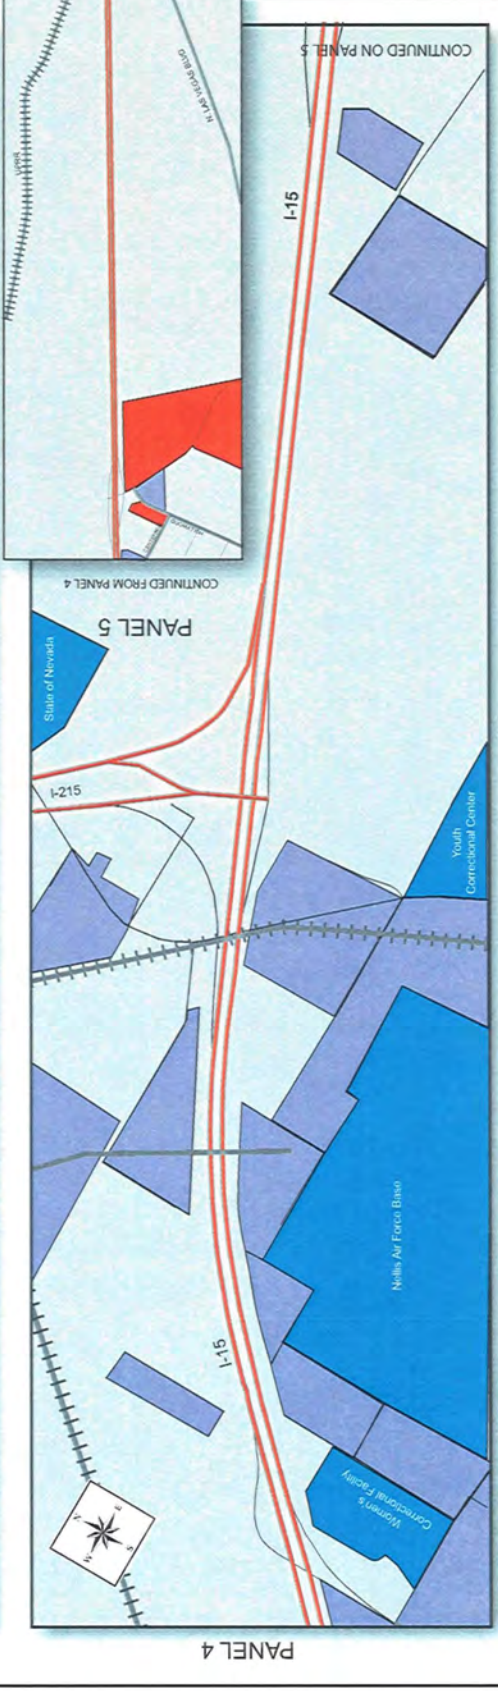 UPRR
N. LAS VEGAS BLVD
CONTINUED ON PANEL 5
I-15
CONTINUED FROM PANEL 4
PANEL 5
State of Nevada
I-215
Youth
Correctional Center
Nellis Air Force Base
I-15
Women's
Correctional Facility
N
E
S
W
PANEL 4